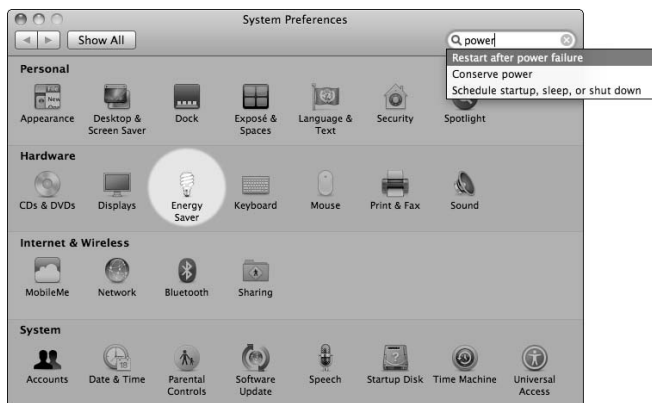 System Preferences
Show All
power
Restart after power failure
Conserve power
Schedule startup, sleep, or shut down
Personal
Appearance
Desktop &
Screen Saver
Dock
Exposé &
Spaces
Language &
Text
Security
Spotlight
Hardware
CDs & DVDs
Displays
Energy
Saver
Keyboard
Mouse
Print & Fax
Sound
Internet & Wireless
MobileMe
Network
Bluetooth
Sharing
System
Accounts
Date & Time
Parental
Controls
Software
Update
Speech
Startup Disk
Time Machine
Universal
Access